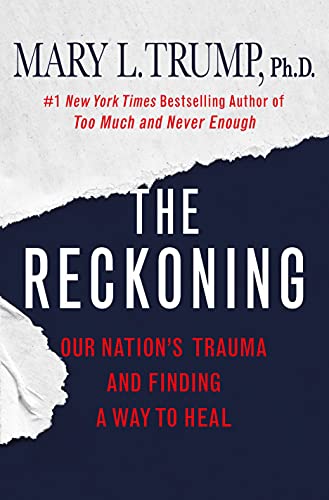 MARY L. TRUMP, Ph.D.
#1 New York Times Bestselling Author of
Too Much and Never Enough
THE
RECKONING
OUR NATION'S TRAUMA
AND FINDING
A WAY TO HEAL